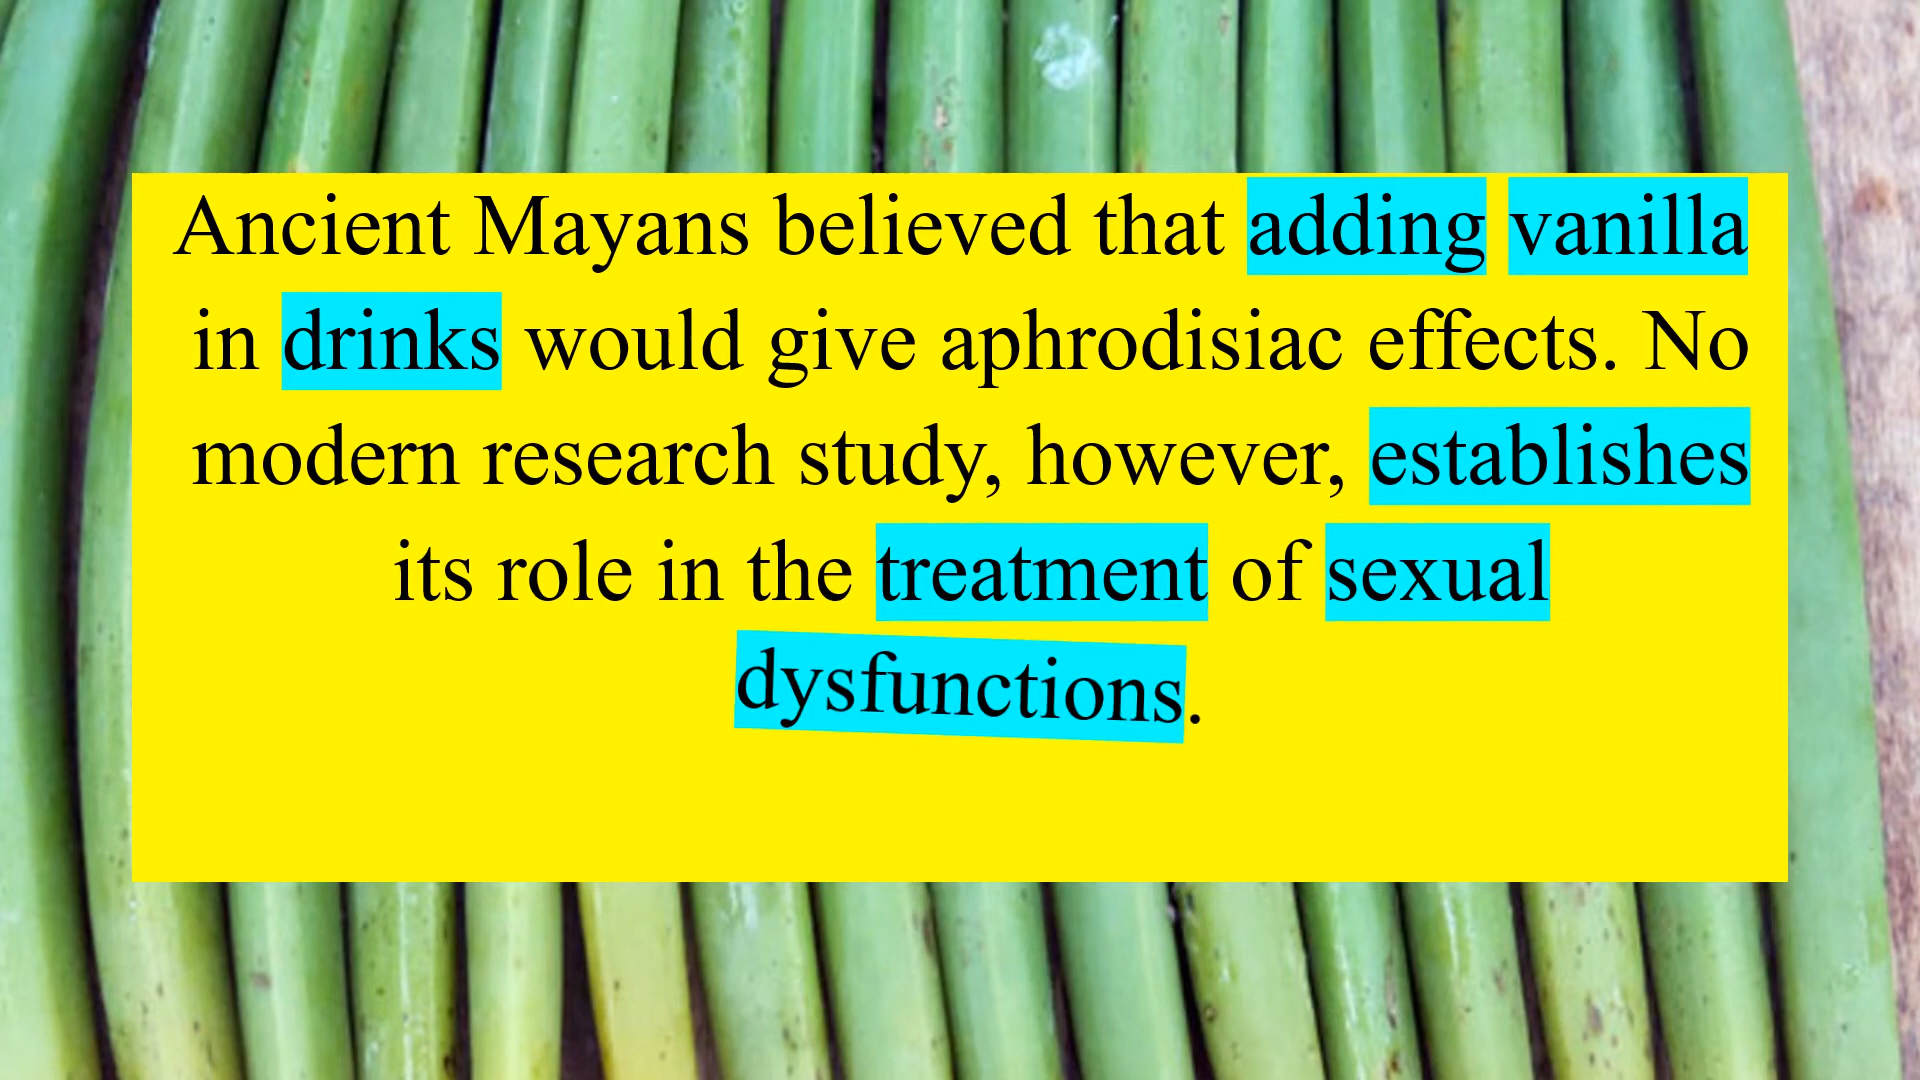 Ancient Mayans believed that adding vanilla
in drinks would give aphrodisiac effects. No
modern research study, however, establishes
its role in the treatment of sexual
dysfunctions.